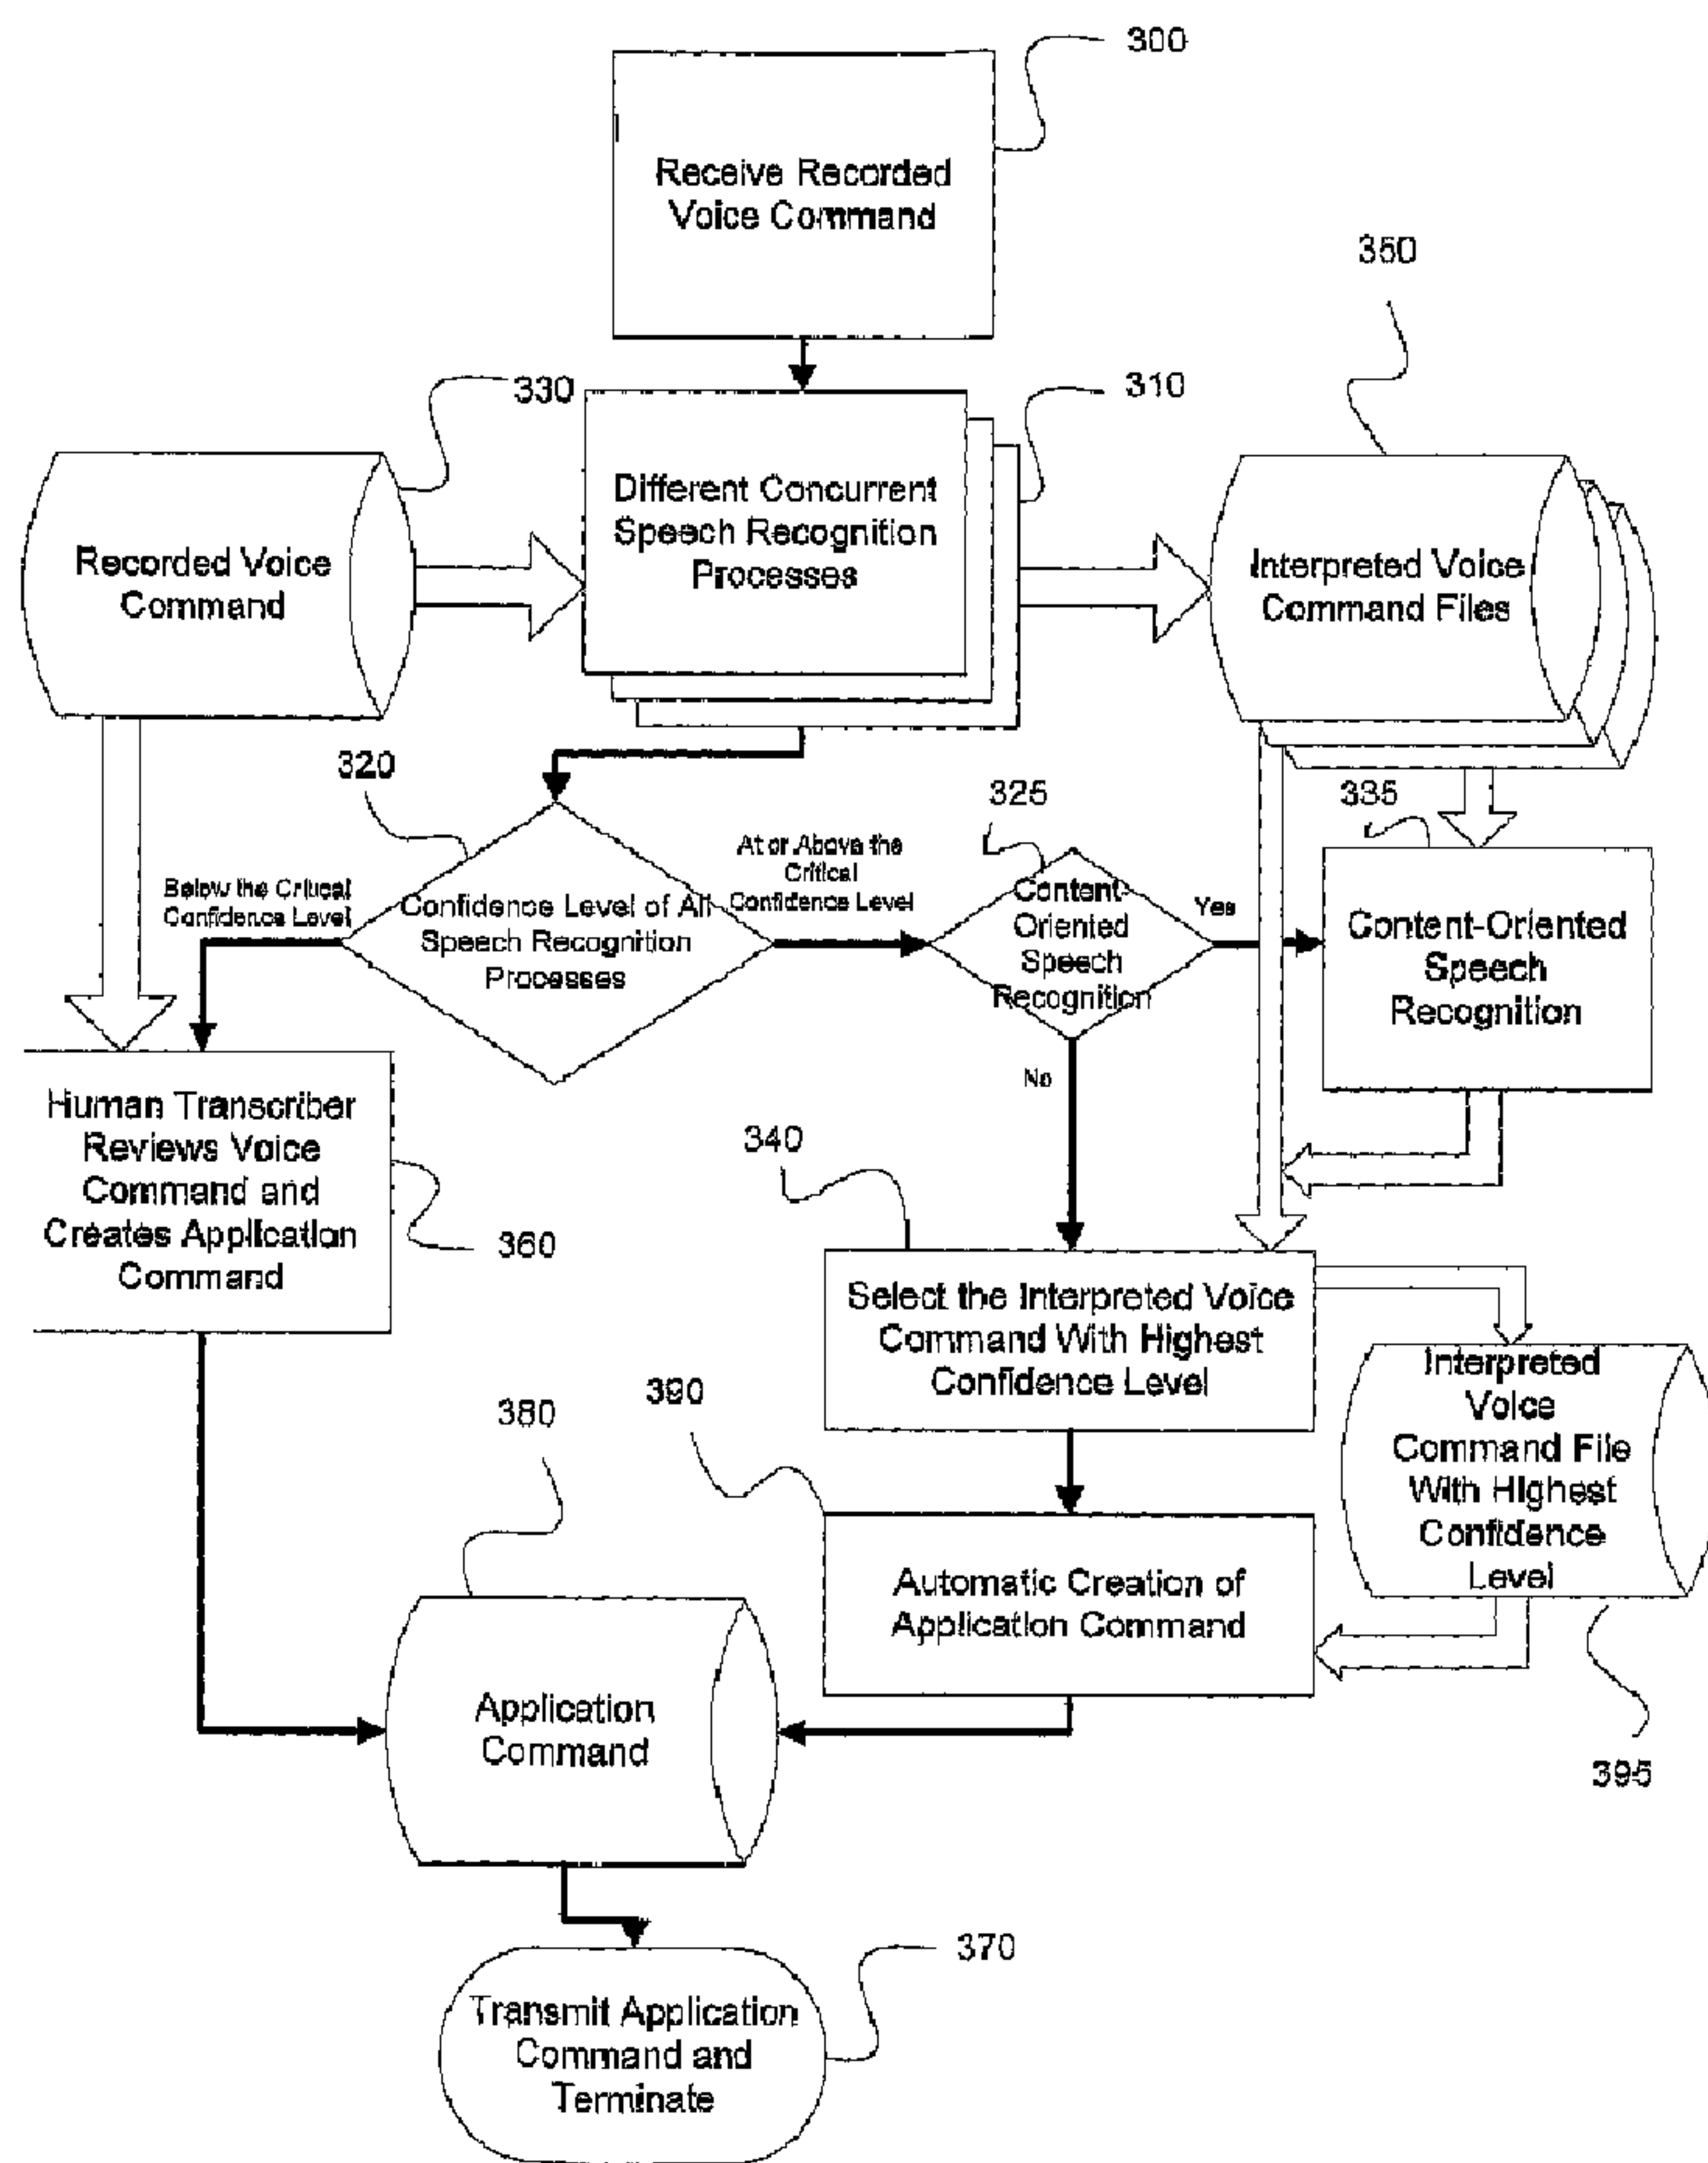 300
Receive Recorded
Voice Command
350
330
310
Recorded Voice
Command
Different Concurrent
Speech Recognition
Processes
Interpreted Voice
Command Files
320
325
335
Below the Critical
Confidence Level
Confidence Level of All
Speech Recognition
Processes
At or Above the
Critical
Confidence Level
Content-
Oriented
Speech
Recognition
Yes
Content-Oriented
Speech
Recognition
No
Human Transcriber
Reviews Voice
Command and
Creates Application
Command
360
340
Select the Interpreted Voice
Command With Highest
Confidence Level
Interpreted
Voice
Command File
With Highest
Confidence
Level
380
390
Automatic Creation of
Application Command
Application
Command
395
370
Transmit Application
Command and
Terminate